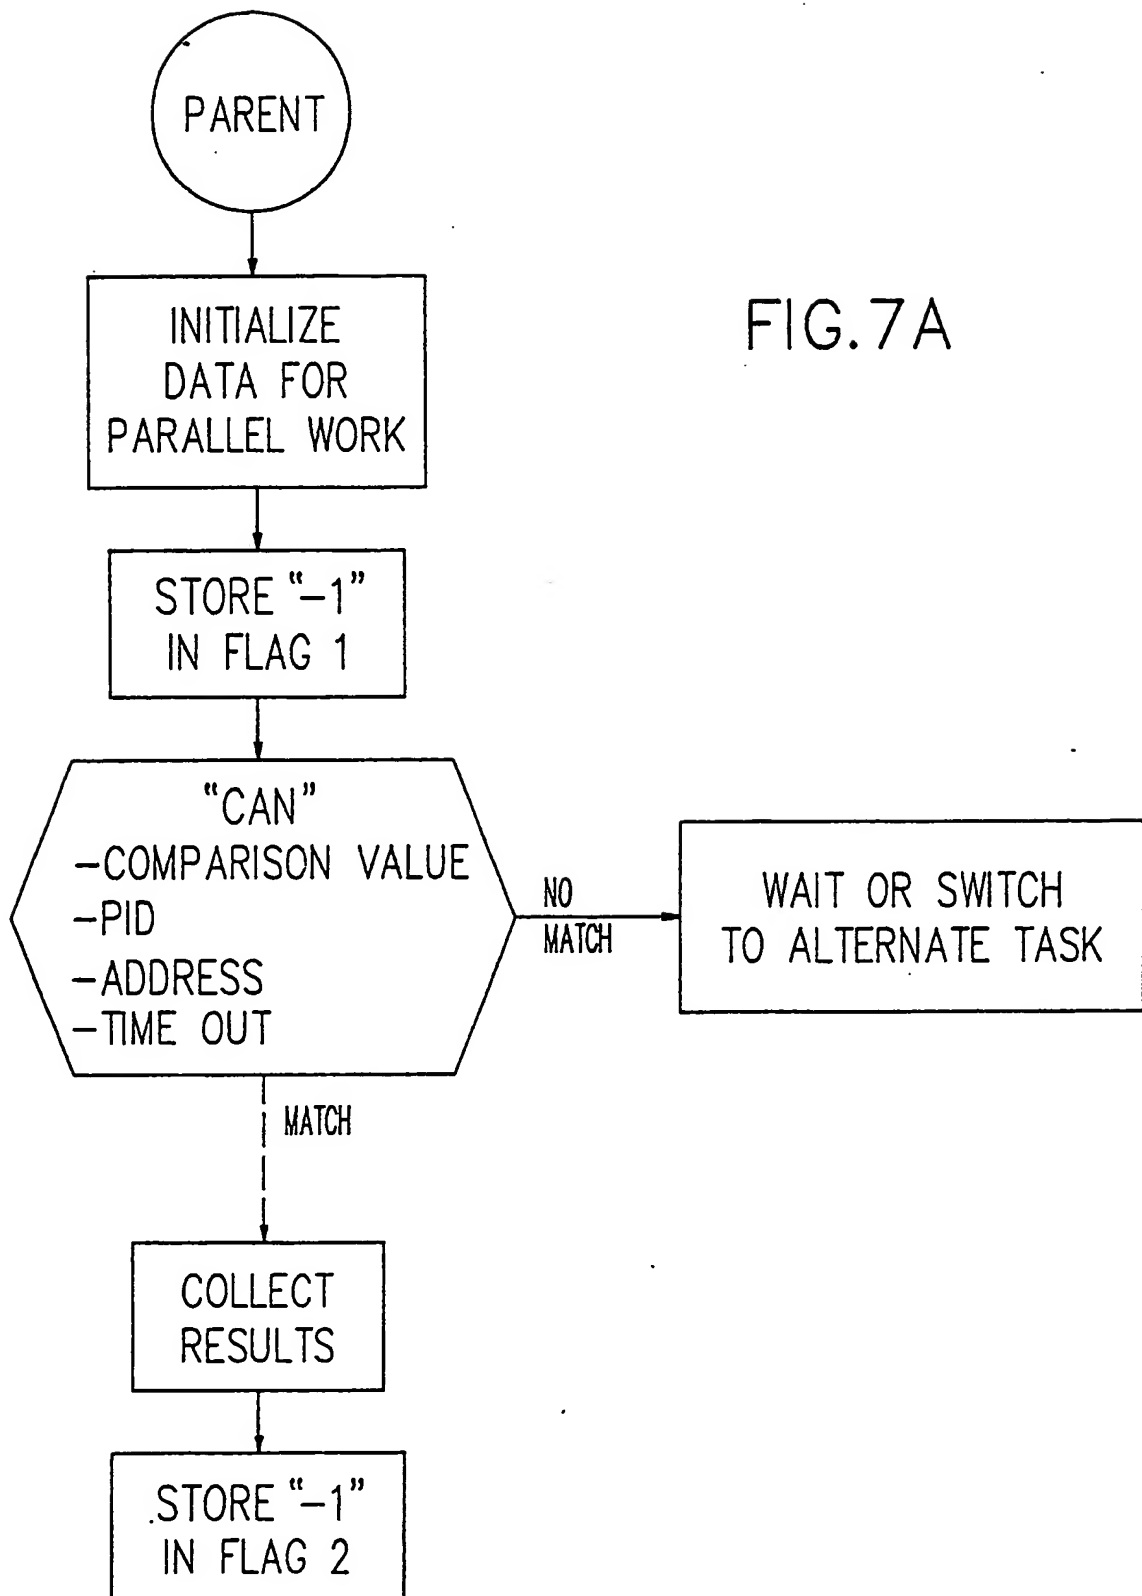 PARENT
INITIALIZE
DATA FOR
PARALLEL WORK
FIG. 7A
STORE “-1”
IN FLAG 1
“CAN”
-COMPARISON VALUE
-PID
-ADDRESS
-TIME OUT
NO
MATCH
WAIT OR SWITCH
TO ALTERNATE TASK
MATCH
COLLECT
RESULTS
STORE “-1”
IN FLAG 2